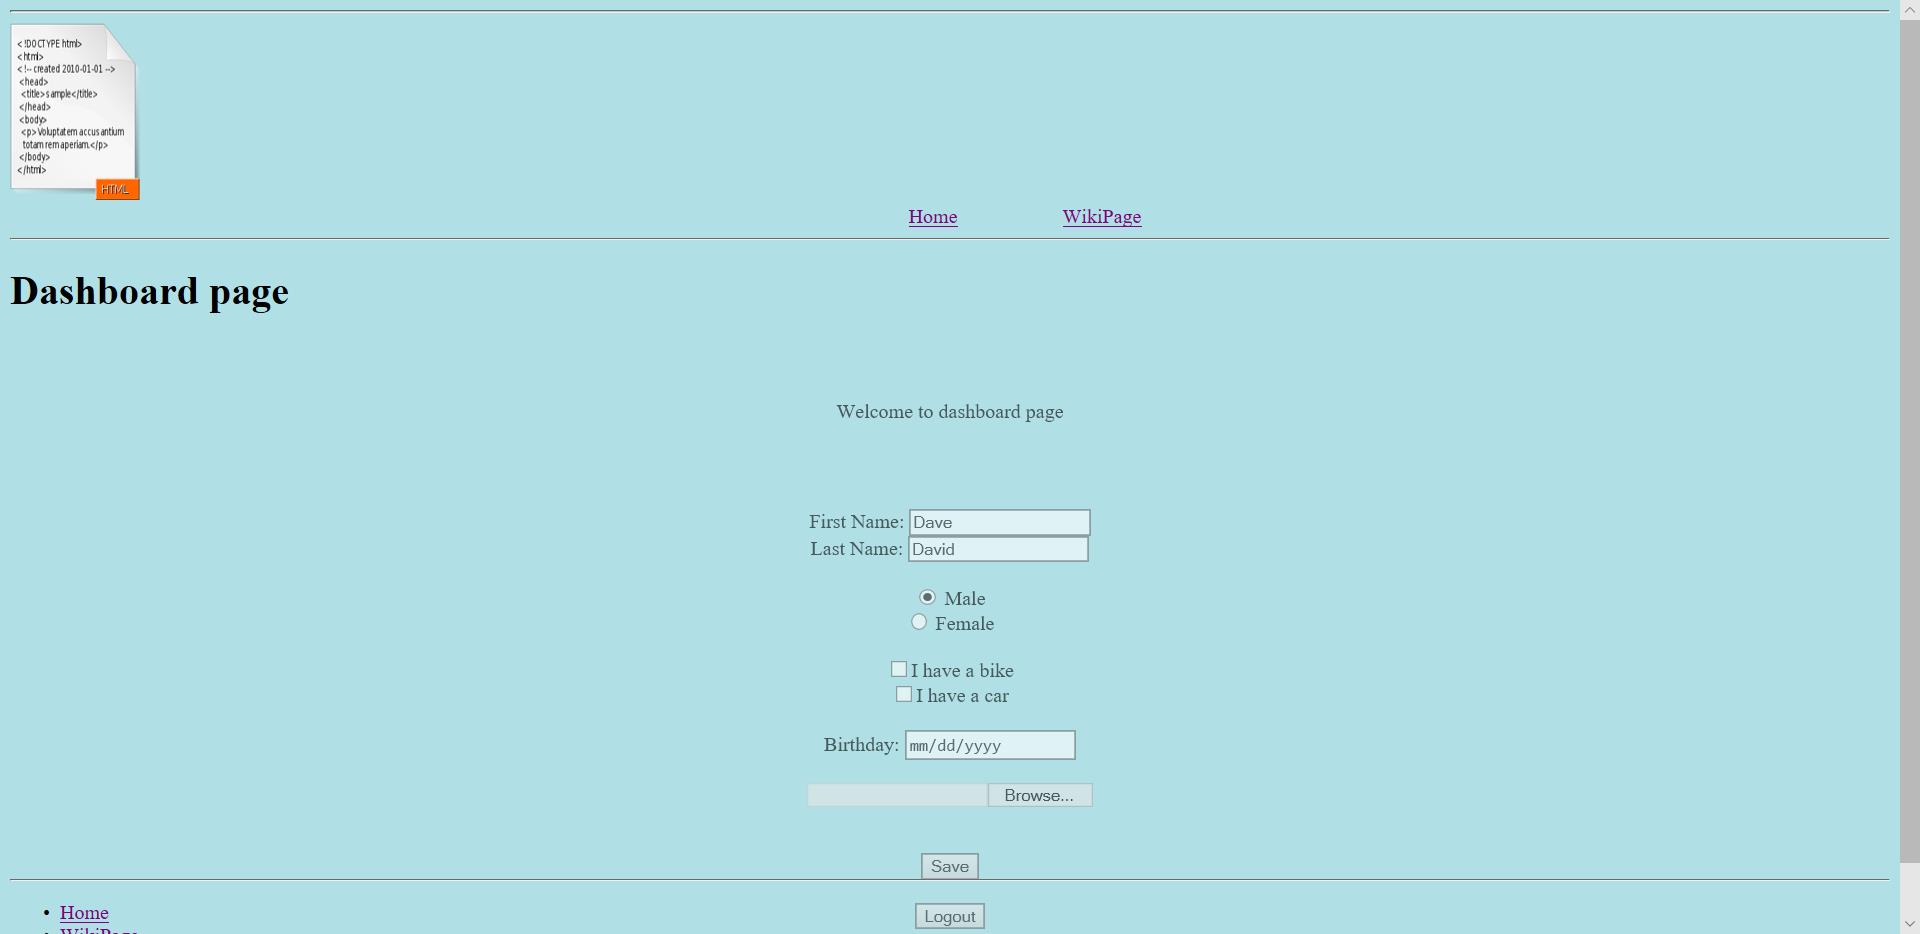 <!DOCTYPE html>
<html>
<!-- created 2010-01-01 -->
<head>
<title>sample</title>
</head>
<body>
<p>Voluptatem accusantium
totam rem aperiam.</p>
</body>
</html>
HTML
Home WikiPage
Dashboard page
Welcome to dashboard page
First Name: Dave
Last Name: David
Male
Female
I have a bike
I have a car
Birthday: mm/dd/yyyy
Browse...
Save
• Home
Logout
• WikiPage